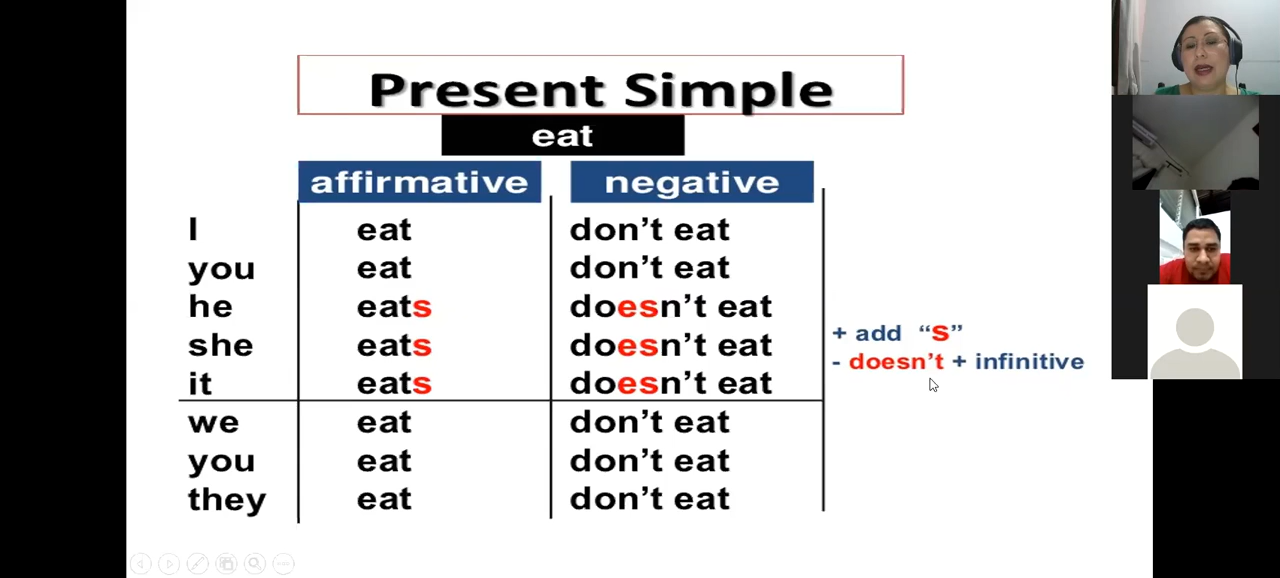 Present Simple
eat
affirmative negative
I eat don't eat
you eat don't eat
he eats doesn't eat
she eats doesn't eat
it eats doesn't eat
we eat don't eat
you eat don't eat
they eat don't eat
+ add “s”
- doesn't + infinitive